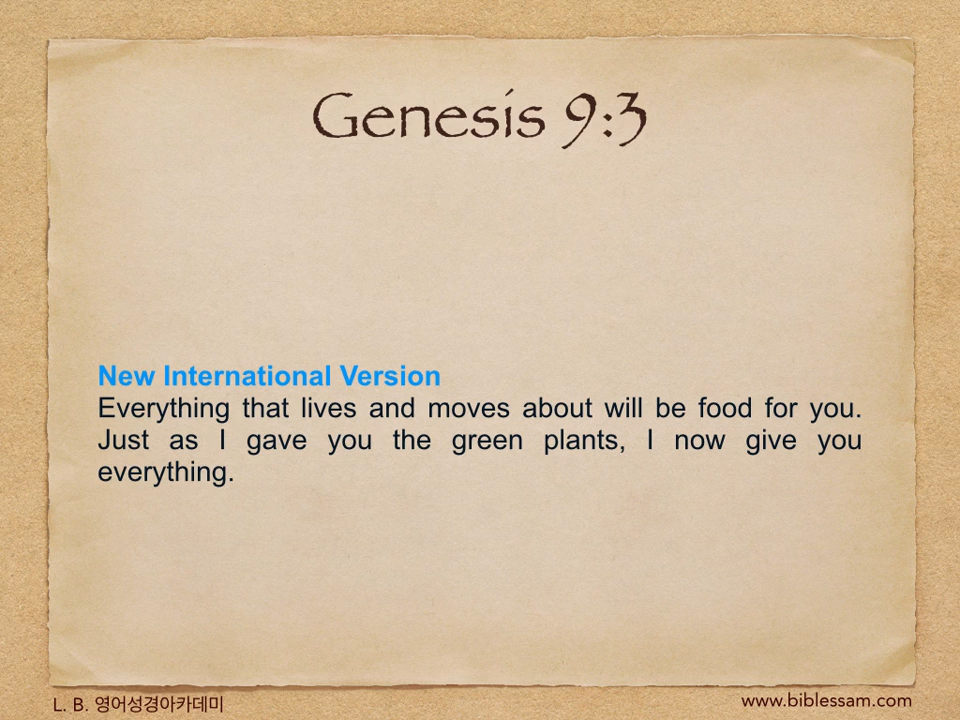 Genesis 9:3
New International Version
Everything that lives and moves about will be food for you.
Just as I gave you the green plants, I now give you
everything.
L. B. 영어성경아카데미
www.biblessam.com